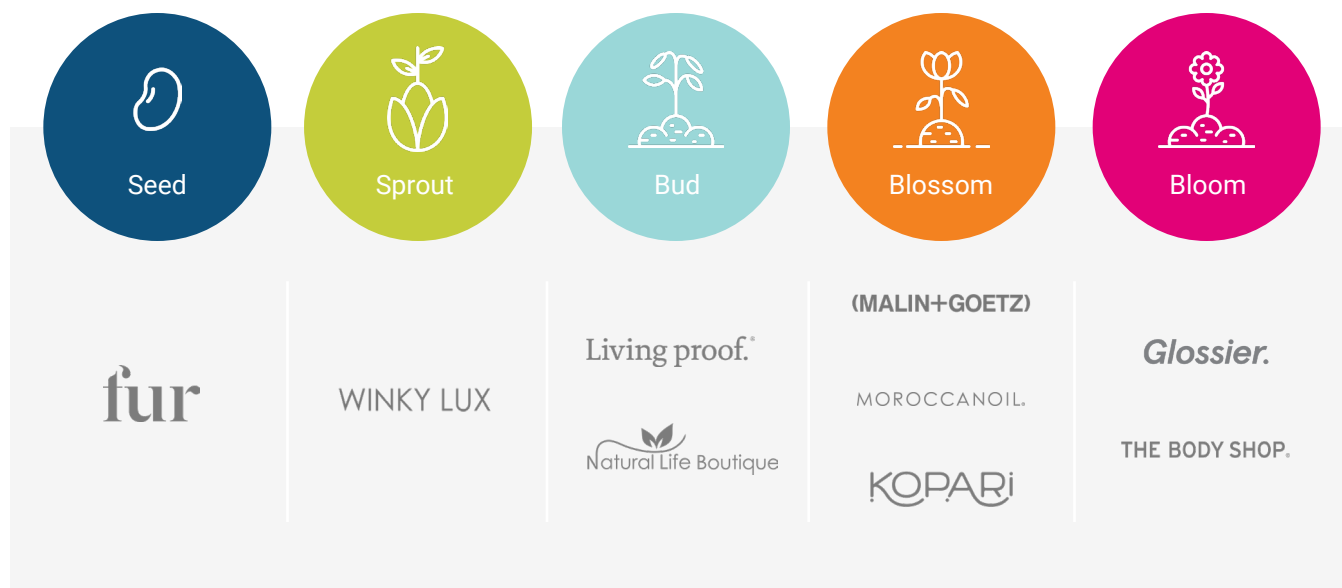 Seed
Sprout
Bud
Blossom
Bloom
fur
WINKY LUX
Living proof.®
Natural Life Boutique
(MALIN+GOETZ)
MOROCCANOIL®
KOPARi
Glossier.
THE BODY SHOP®